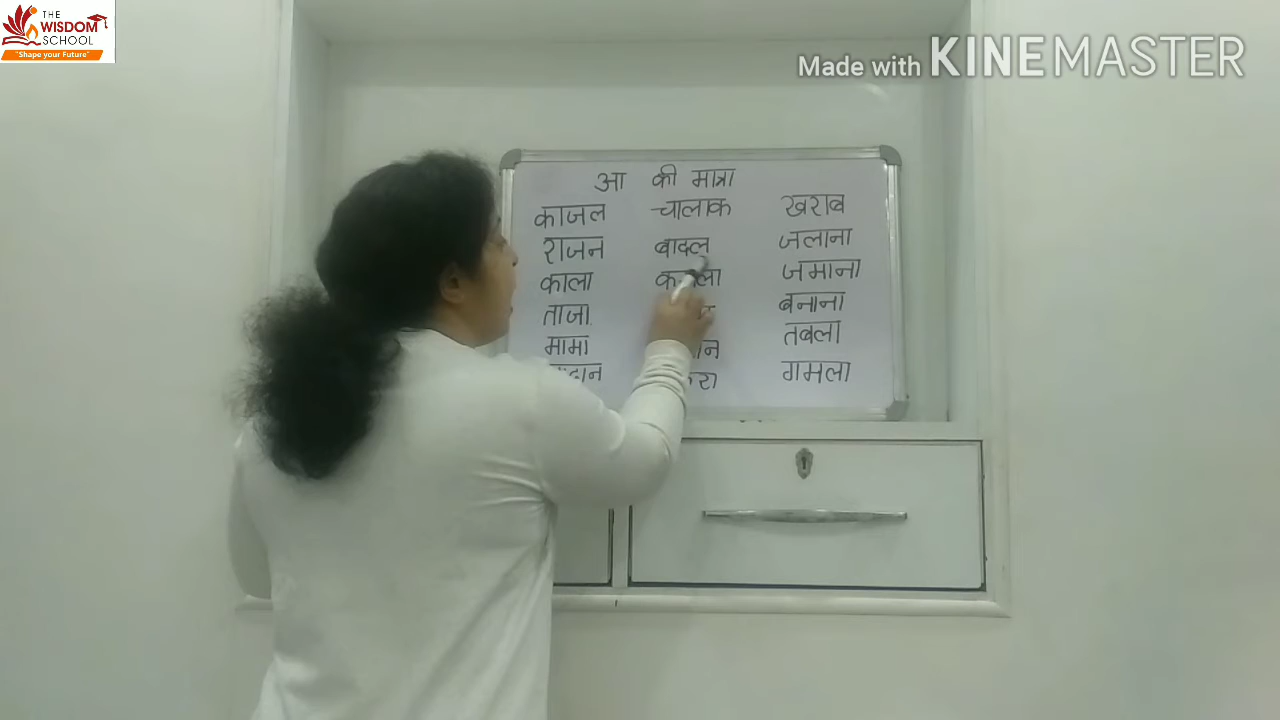 THE
WISDOM
SCHOOL
"Shape your Future"
Made with KINEMASTER
आ की मात्रा
काजल चालाक खराब
राजन बादल जलाना
काला जमाना
ताजा बनाना
मामा तबला
गमला